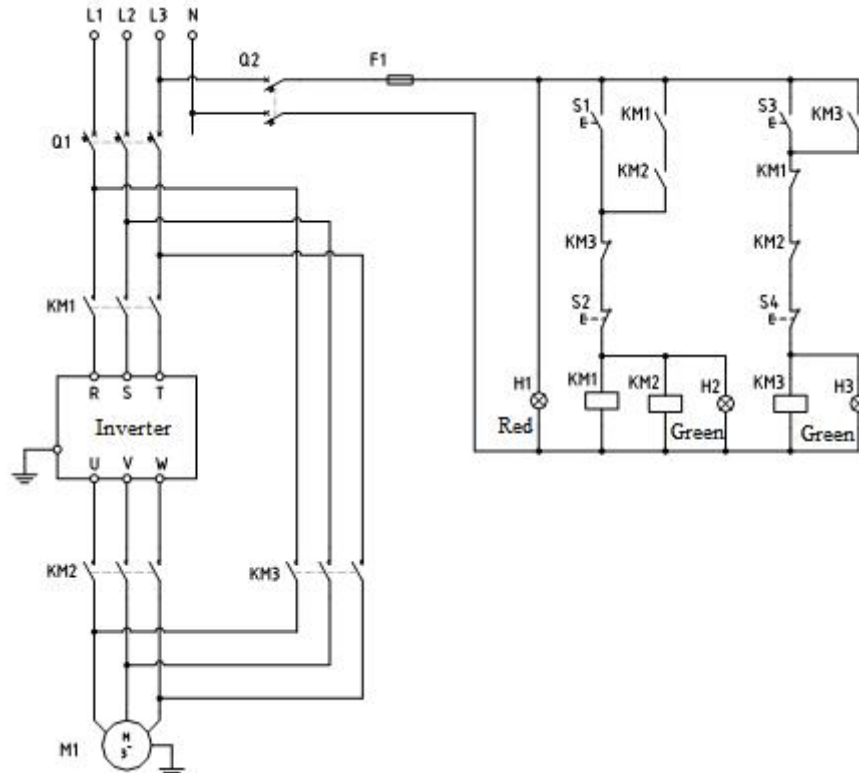 L1 L2 L3 N
Q2 F1
S1 KM1 S3 KM3
Q1
KM2 KM1
KM3 KM2
KM1 S2 S4
R S T
H1 KM1 KM2 H2 KM3 H3
Inverter Red Green Green
U V W
KM2 KM3
M1 M
3~